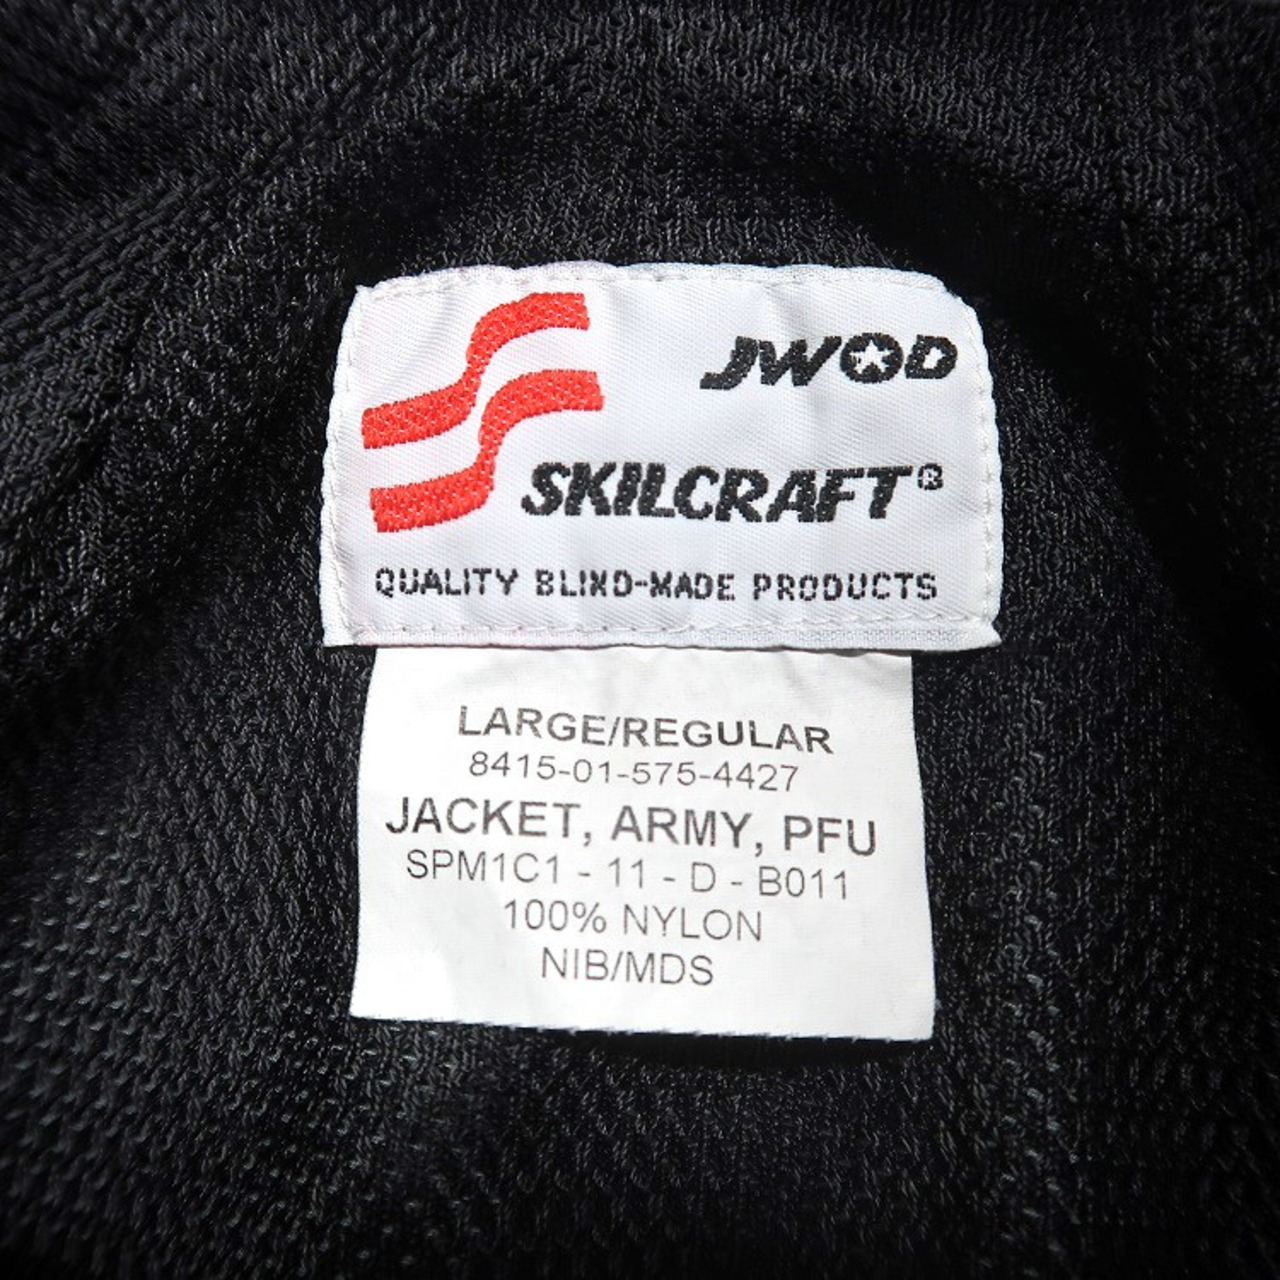 JWOD
SKILCRAFT®
QUALITY BLIND-MADE PRODUCTS
LARGE/REGULAR
8415-01-575-4427
JACKET, ARMY, PFU
SPM1C1 - 11 - D - B011
100% NYLON
NIB/MDS